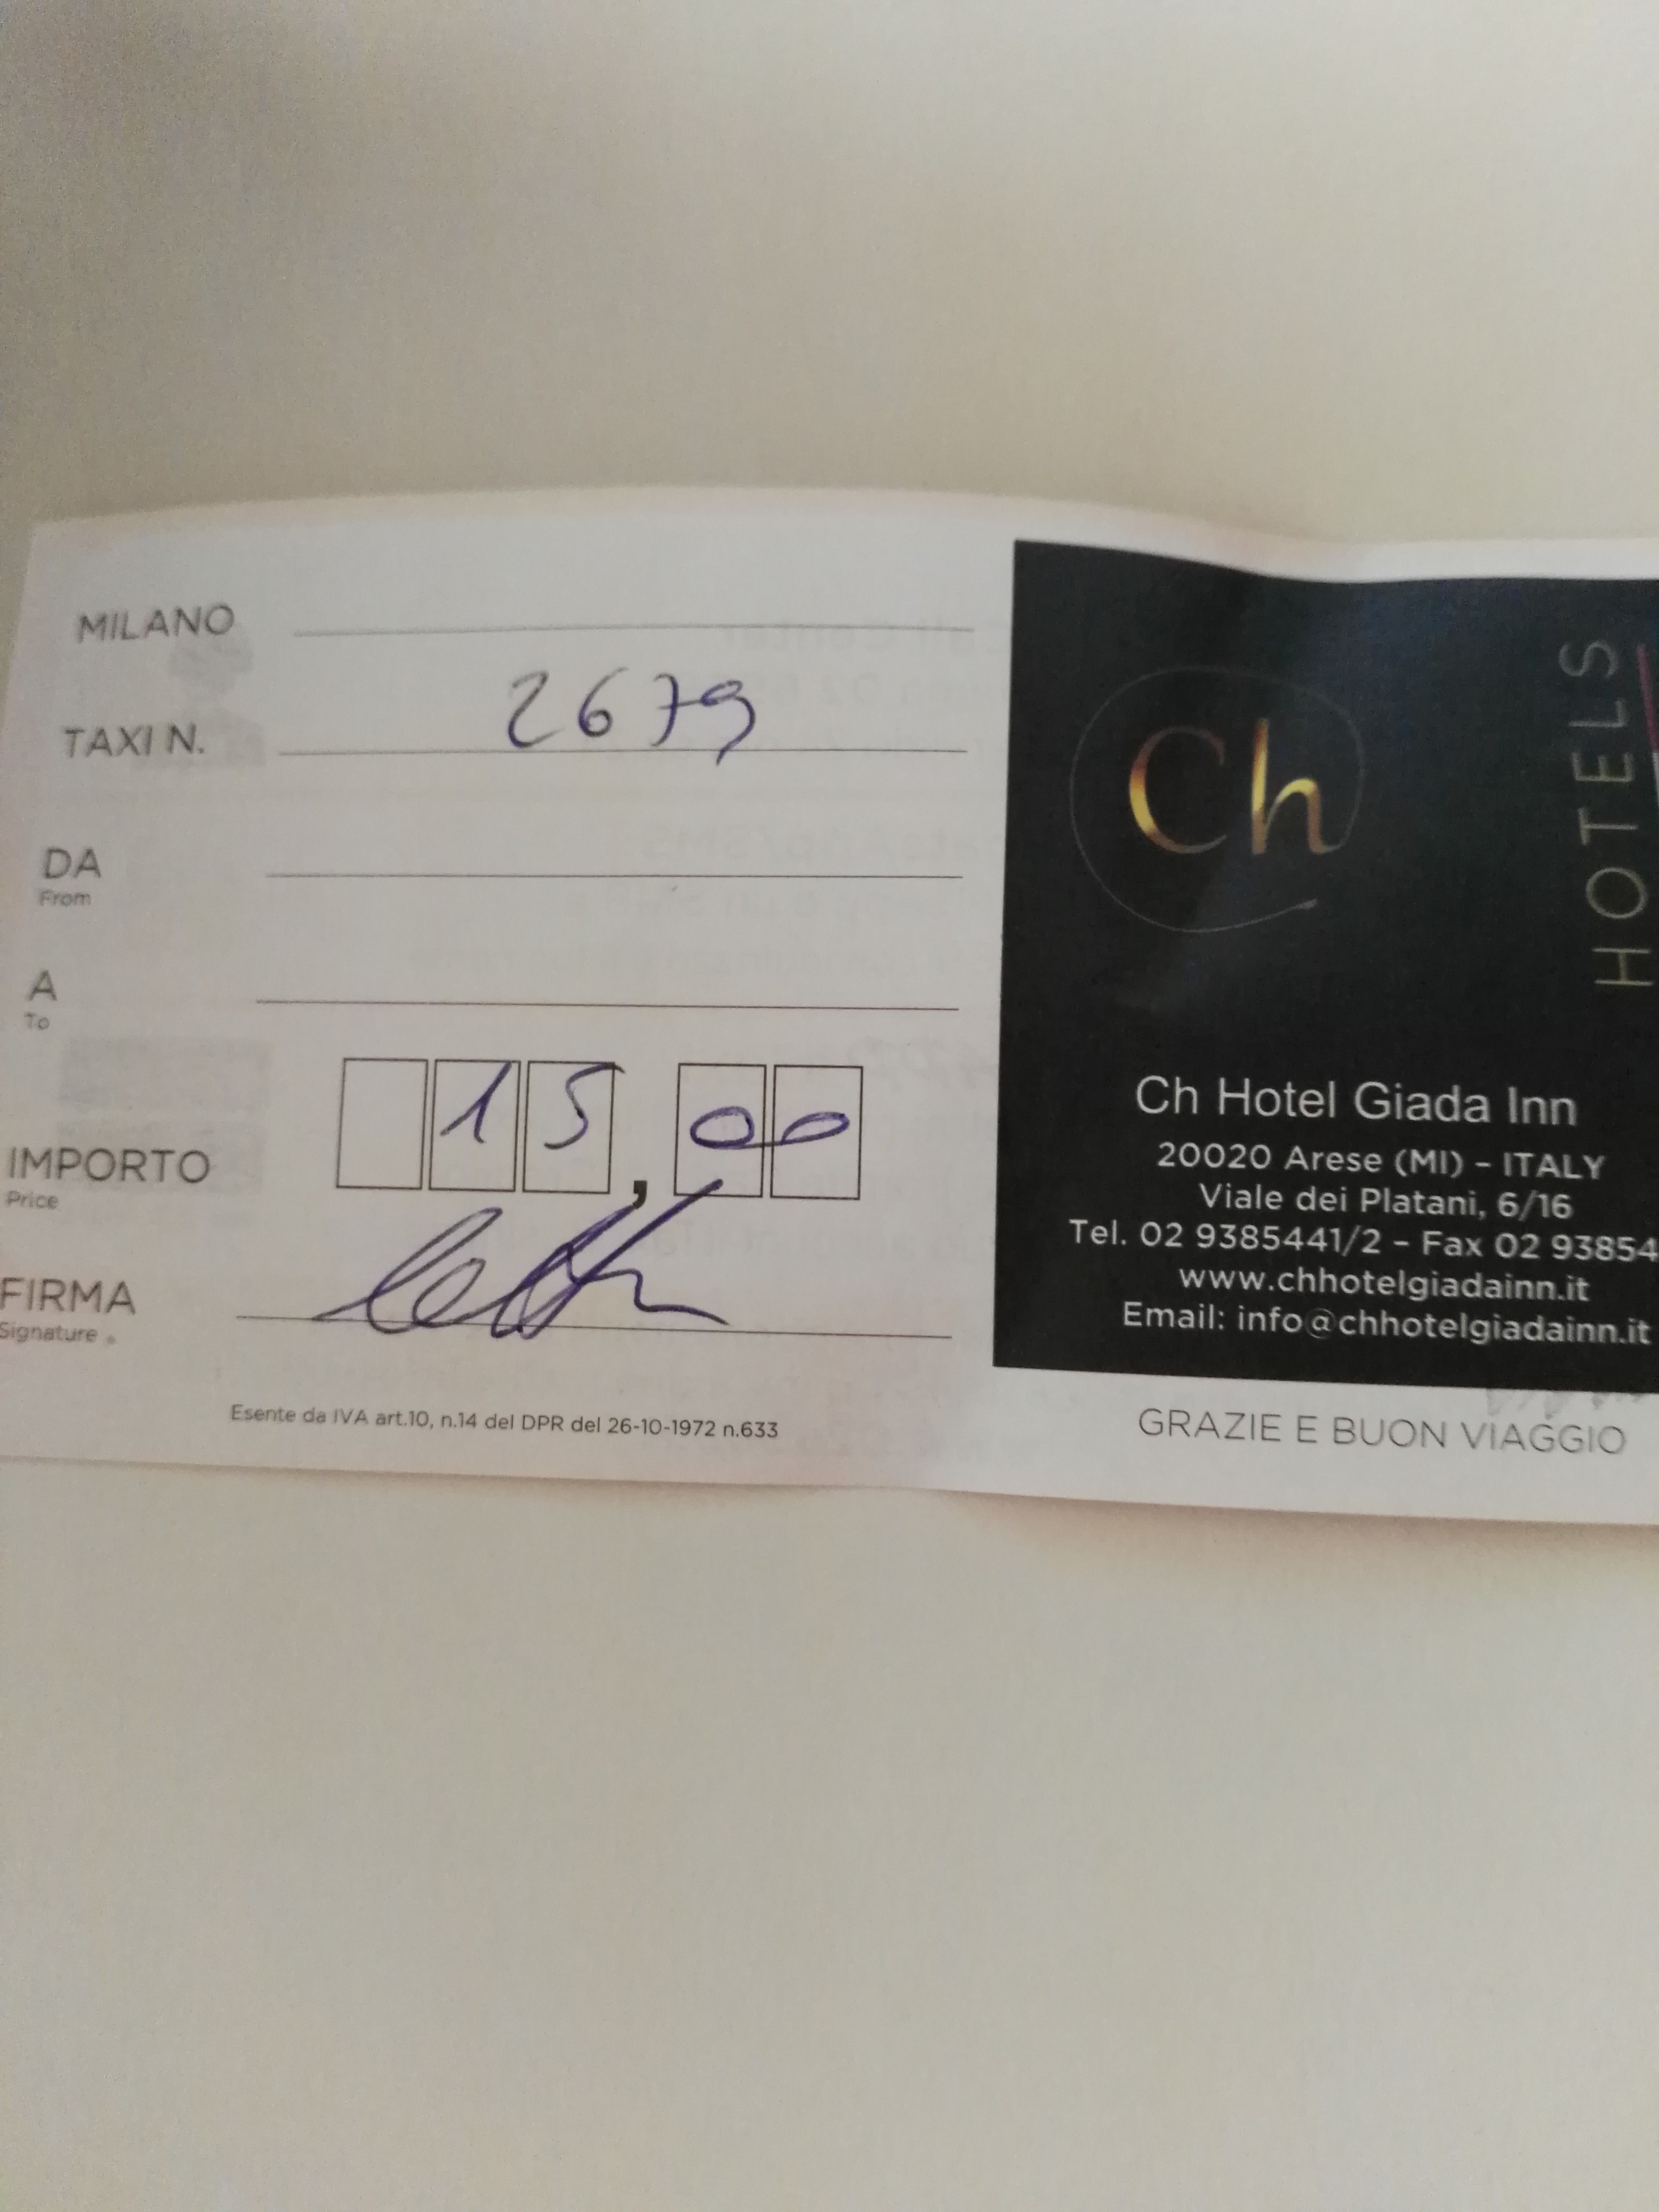 MILANO
TAXI N. 2679
DA
From
A
To
IMPORTO 15,00
Price
FIRMA
Signature
Esente da IVA art.10, n.14 del DPR del 26-10-1972 n.633
Ch
HOTELS
Ch Hotel Giada Inn
20020 Arese (MI) - ITALY
Viale dei Platani, 6/16
Tel. 02 9385441/2 - Fax 02 93854
www.chhotelgiadainn.it
Email: info@chhotelgiadainn.it
GRAZIE E BUON VIAGGIO